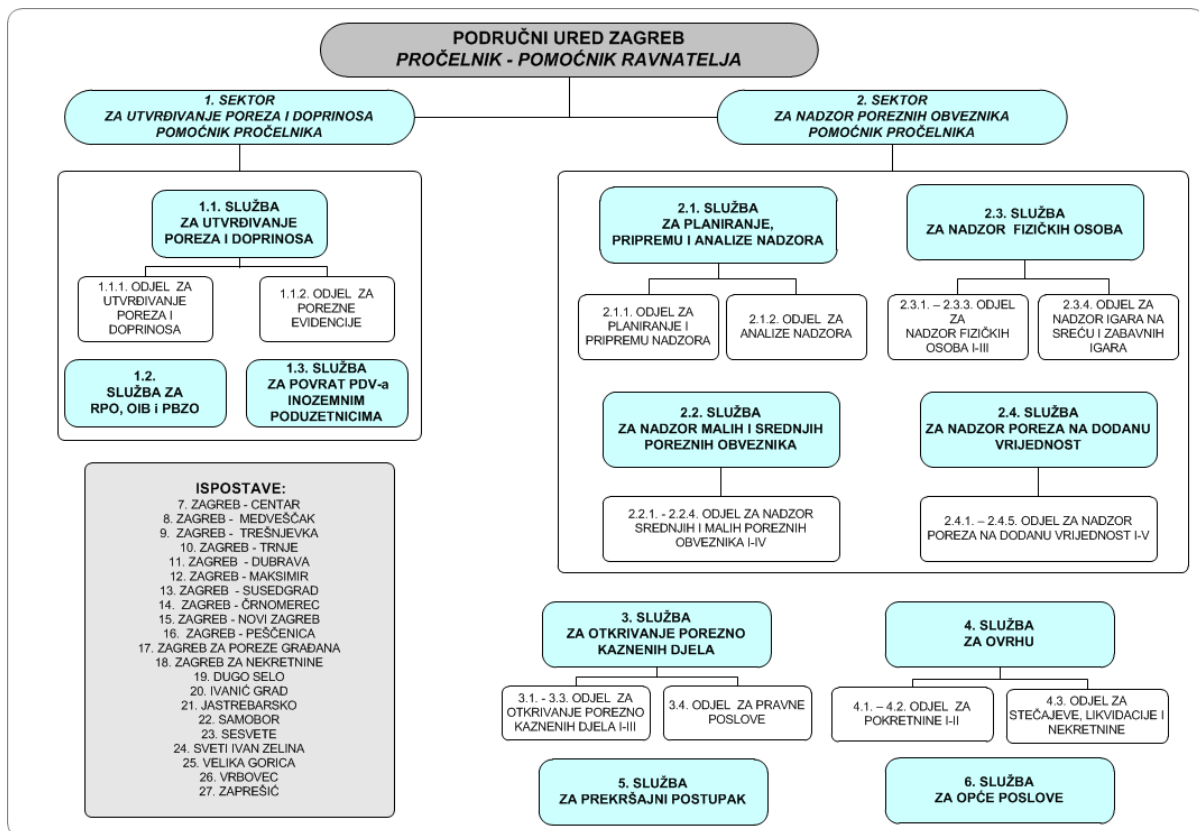 PODRUČNI URED ZAGREB
PROČELNIK - POMOĆNIK RAVNATELJA
1. SEKTOR
ZA UTVRĐIVANJE POREZA I DOPRINOSA
POMOĆNIK PROČELNIKA
2. SEKTOR
ZA NADZOR POREZNIH OBVEZNIKA
POMOĆNIK PROČELNIKA
1.1. SLUŽBA
ZA UTVRĐIVANJE
POREZA I DOPRINOSA
1.1.1. ODJEL ZA
UTVRĐIVANJE
POREZA I
DOPRINOSA
1.1.2. ODJEL ZA
POREZNE
EVIDENCIJE
1.2.
SLUŽBA ZA
RPO, OIB i PBZO
1.3. SLUŽBA
ZA POVRAT PDV-a
INOZEMNIM
PODUZETNICIMA
2.1. SLUŽBA
ZA PLANIRANJE,
PRIPREMU I ANALIZE NADZORA
2.1.1. ODJEL ZA
PLANIRANJE I
PRIPREMU NADZORA
2.1.2. ODJEL ZA
ANALIZE NADZORA
2.3. SLUŽBA
ZA NADZOR FIZIČKIH OSOBA
2.3.1. – 2.3.3. ODJEL
ZA
NADZOR FIZIČKIH
OSOBA I-III
2.3.4. ODJEL ZA
NADZOR IGARA NA
SREĆU I ZABAVNIH
IGARA
2.2. SLUŽBA
ZA NADZOR MALIH I SREDNJIH
POREZNIH OBVEZNIKA
2.2.1. - 2.2.4. ODJEL ZA NADZOR
SREDNJIH I MALIH POREZNIH
OBVEZNIKA I-IV
2.4. SLUŽBA
ZA NADZOR POREZA NA DODANU
VRIJEDNOST
2.4.1. – 2.4.5. ODJEL ZA NADZOR
POREZA NA DODANU VRIJEDNOST I-V
ISPOSTAVE:
7. ZAGREB - CENTAR
8. ZAGREB - MEDVEŠČAK
9. ZAGREB - TREŠNJEVKA
10. ZAGREB - TRNJE
11. ZAGREB - DUBRAVA
12. ZAGREB - MAKSIMIR
13. ZAGREB - SUSEDGRAD
14. ZAGREB - ČRNOMEREC
15. ZAGREB - NOVI ZAGREB
16. ZAGREB - PEŠČENICA
17. ZAGREB ZA POREZE GRAĐANA
18. ZAGREB ZA NEKRETNINE
19. DUGO SELO
20. IVANIĆ GRAD
21. JASTREBARSKO
22. SAMOBOR
23. SESVETE
24. SVETI IVAN ZELINA
25. VELIKA GORICA
26. VRBOVEC
27. ZAPREŠIĆ
3. SLUŽBA
ZA OTKRIVANJE POREZNO
KAZNENIH DJELA
3.1. - 3.3. ODJEL ZA
OTKRIVANJE POREZNO
KAZNENIH DJELA I-III
3.4. ODJEL ZA PRAVNE
POSLOVE
4. SLUŽBA
ZA OVRHU
4.1. – 4.2. ODJEL ZA
POKRETNINE I-II
4.3. ODJEL ZA
STEČAJEVE, LIKVIDACIJE I
NEKRETNINE
5. SLUŽBA
ZA PREKRŠAJNI POSTUPAK
6. SLUŽBA
ZA OPĆE POSLOVE